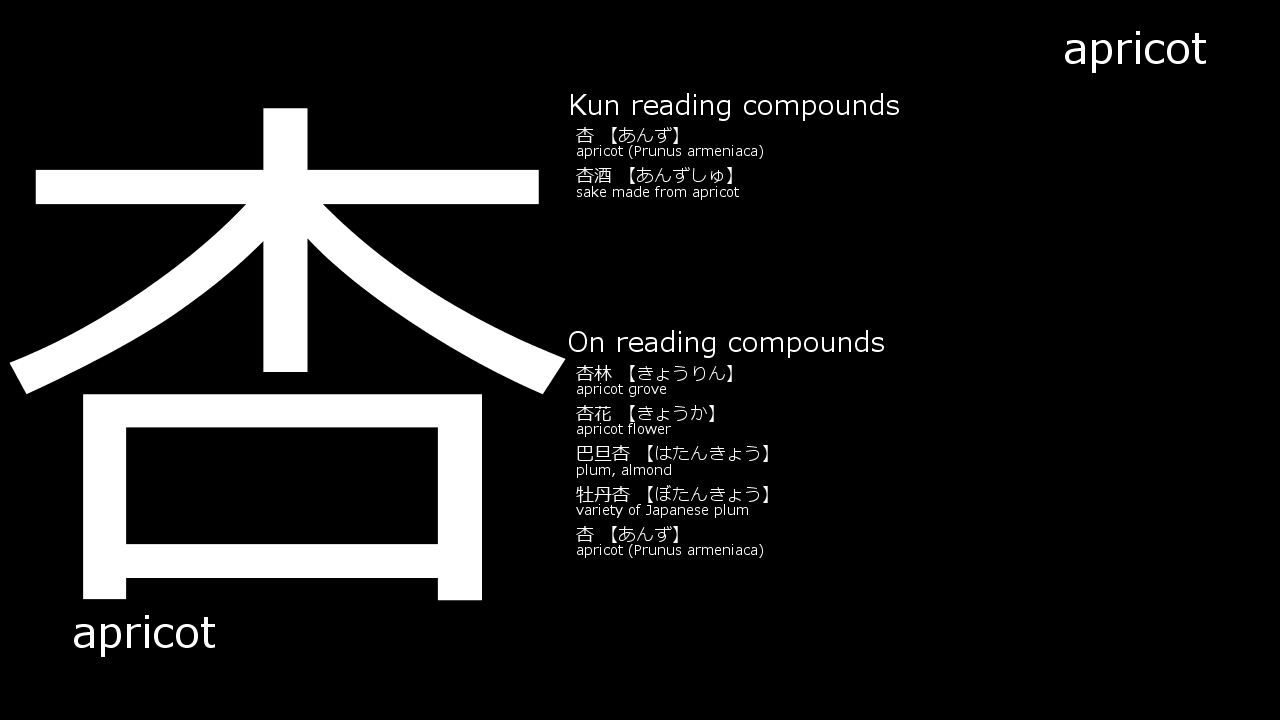 apricot
杏
Kun reading compounds
杏 【あんず】
apricot (Prunus armeniaca)
杏酒 【あんずしゅ】
sake made from apricot
On reading compounds
杏林 【きょうりん】
apricot grove
杏花 【きょうか】
apricot flower
巴旦杏 【はたんきょう】
plum, almond
牡丹杏 【ぼたんきょう】
variety of Japanese plum
杏 【あんず】
apricot (Prunus armeniaca)
apricot